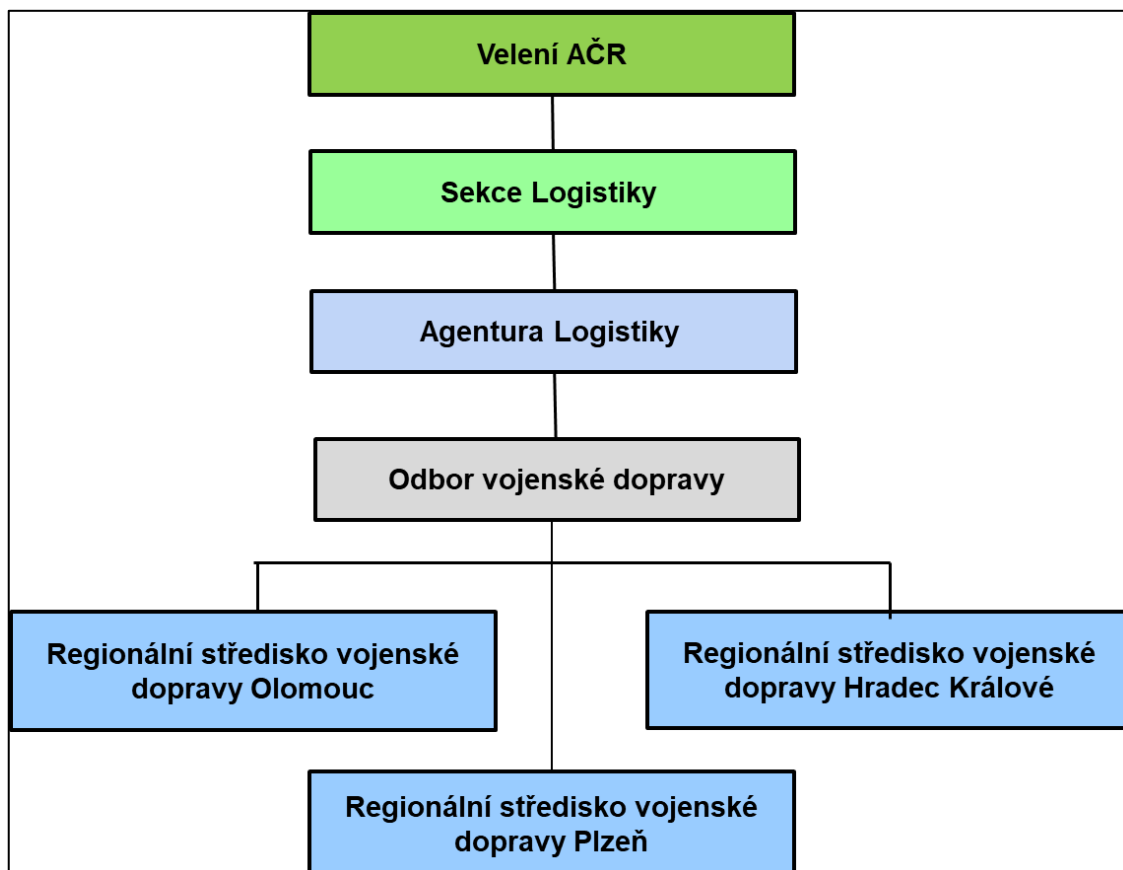 Velení AČR
Sekce Logistiky
Agentura Logistiky
Odbor vojenské dopravy
Regionální středisko vojenské
dopravy Olomouc
Regionální středisko vojenské
dopravy Hradec Králové
Regionální středisko vojenské
dopravy Plzeň